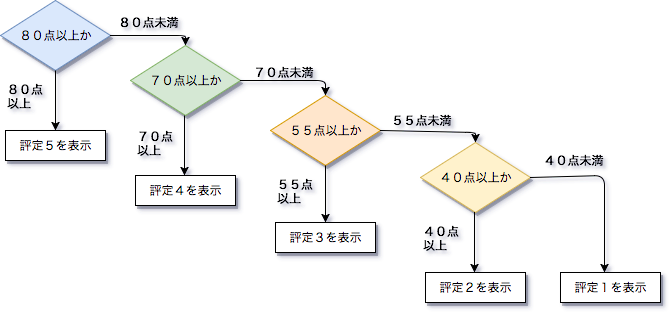 ８０点以上か
８０点未満
８０点
以上
評定５を表示
７０点以上か
７０点未満
７０点
以上
評定４を表示
５５点以上か
５５点未満
５５点
以上
評定３を表示
４０点以上か
４０点未満
４０点
以上
評定２を表示
評定１を表示